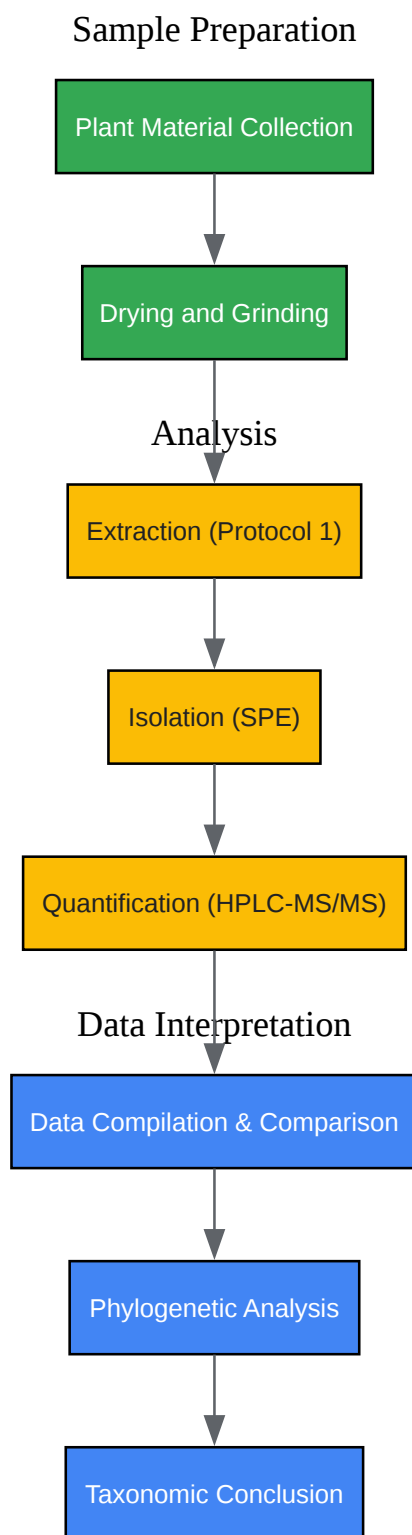 Sample Preparation
Plant Material Collection
Drying and Grinding
Analysis
Extraction (Protocol 1)
Isolation (SPE)
Quantification (HPLC-MS/MS)
Data Interpretation
Data Compilation & Comparison
Phylogenetic Analysis
Taxonomic Conclusion